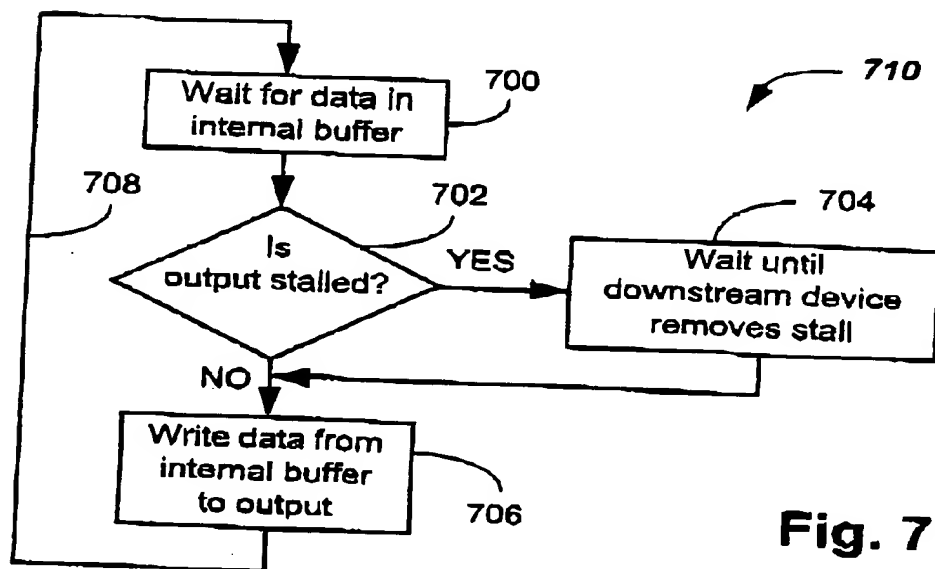 Wait for data in
internal buffer
700
710
708
702
Is
output stalled?
YES
704
Wait until
downstream device
removes stall
NO
Write data from
internal buffer
to output
706
Fig. 7